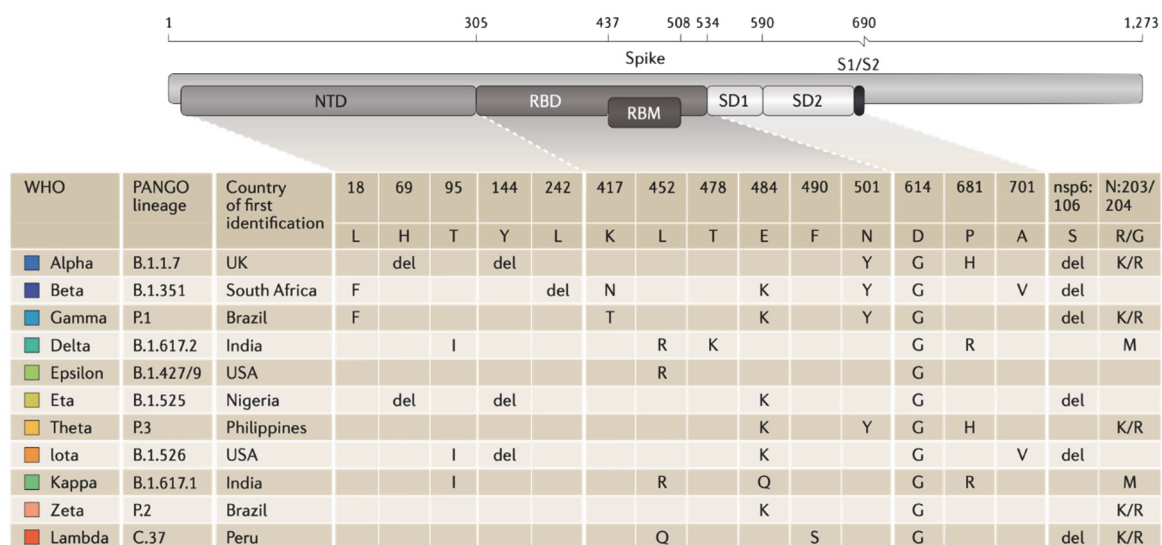 1 305 437 508 534 590 690 1,273
Spike
S1/S2
NTD RBD RBM SD1 SD2
WHO PANGO lineage Country of first identification 18 69 95 144 242 417 452 478 484 490 501 614 681 701 nsp6: 106 N:203/ 204
L H T Y L K L T E F N D P A S R/G
Alpha B.1.1.7 UK del del Y G H del K/R
Beta B.1.351 South Africa F del N K Y G V del
Gamma P.1 Brazil F T K Y G del K/R
Delta B.1.617.2 India I R K G R M
Epsilon B.1.427/9 USA R G
Eta B.1.525 Nigeria del del K G del
Theta P.3 Philippines K Y G H K/R
Iota B.1.526 USA I del K G V del
Kappa B.1.617.1 India I R Q G R M
Zeta P.2 Brazil K G K/R
Lambda C.37 Peru Q S G del K/R